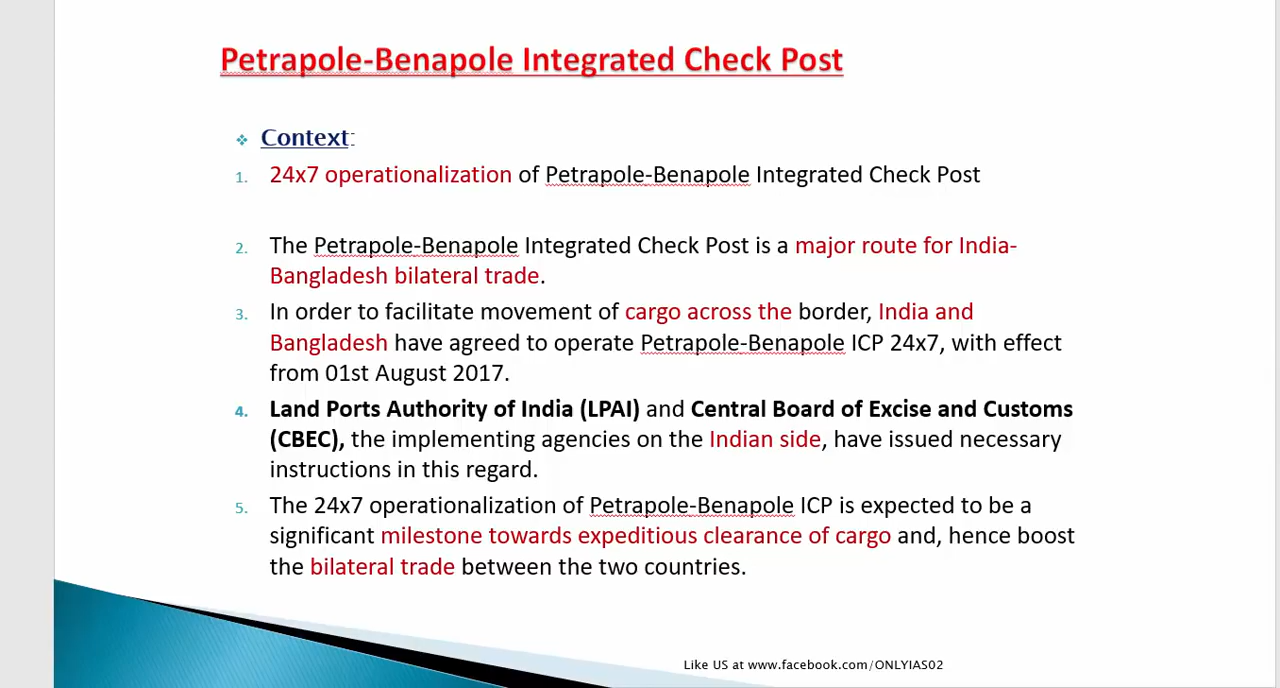 Petrapole-Benapole Integrated Check Post
❖ Context:
1. 24x7 operationalization of Petrapole-Benapole Integrated Check Post
2. The Petrapole-Benapole Integrated Check Post is a major route for India-
Bangladesh bilateral trade.
3. In order to facilitate movement of cargo across the border, India and
Bangladesh have agreed to operate Petrapole-Benapole ICP 24x7, with effect
from 01st August 2017.
4. Land Ports Authority of India (LPAI) and Central Board of Excise and Customs
(CBEC), the implementing agencies on the Indian side, have issued necessary
instructions in this regard.
5. The 24x7 operationalization of Petrapole-Benapole ICP is expected to be a
significant milestone towards expeditious clearance of cargo and, hence boost
the bilateral trade between the two countries.
Like US at www.facebook.com/ONLYIAS02